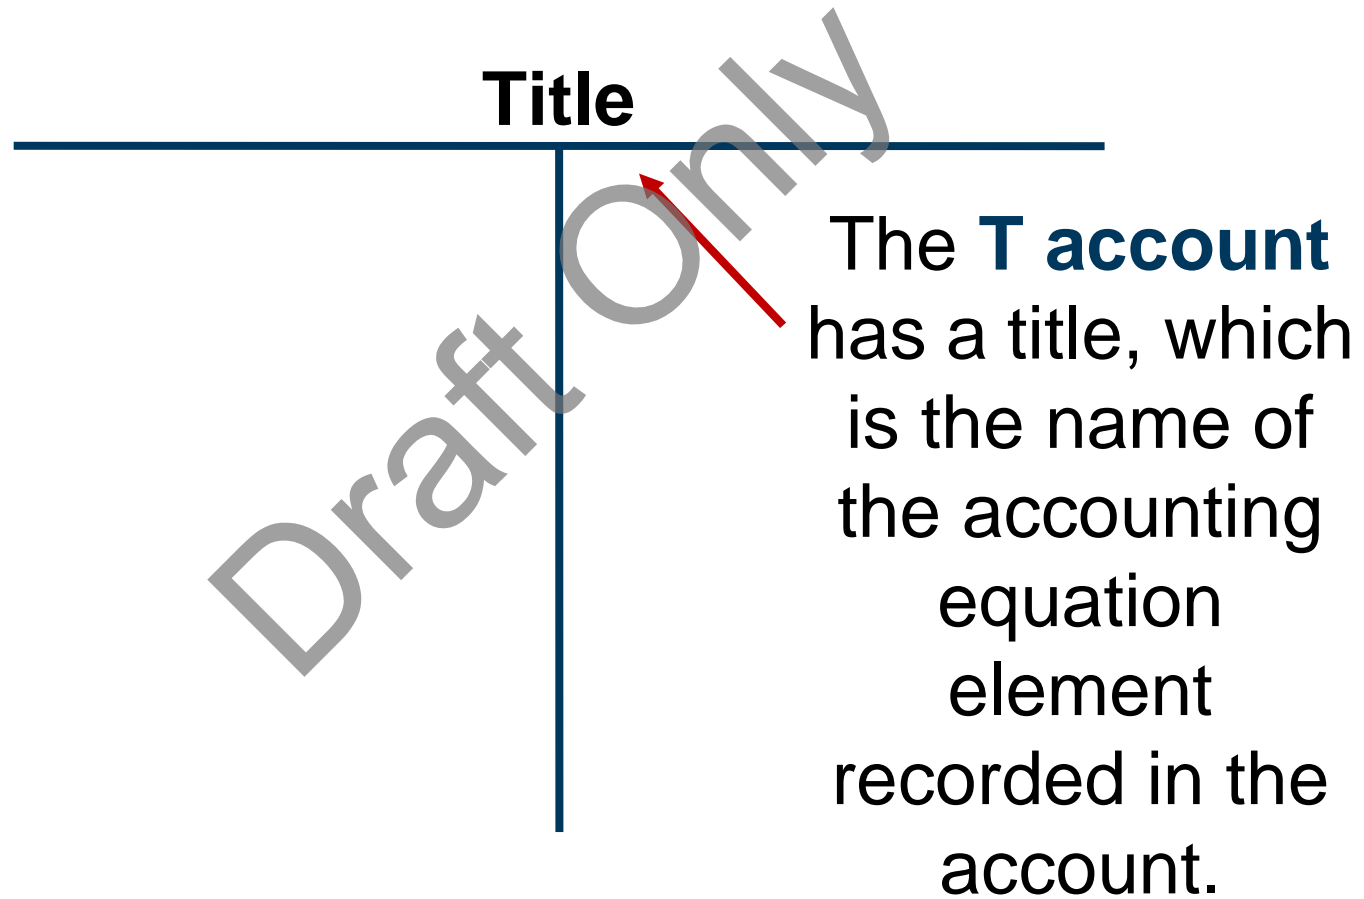 Title
Draft Only
The T account
has a title, which
is the name of
the accounting
equation
element
recorded in the
account.